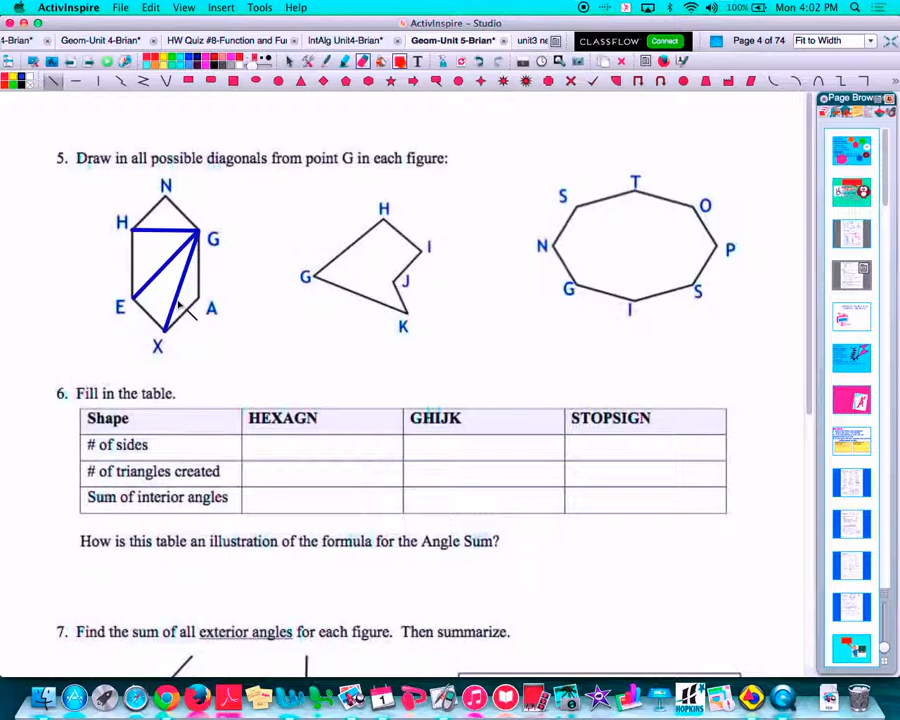 ActivInspire File Edit View Insert Tools Help 100% Mon 4:02 PM
ActivInspire - Studio
4-Brian* Geom-Unit 4-Brian* HW Quiz #8-Function and Fu IntAlg Unit4-Brian* Geom-Unit 5-Brian* unit3 ne CLASSFLOW Connect Page 4 of 74 Fit to Width
Page Brow
5. Draw in all possible diagonals from point G in each figure:
N
H
G
E
A
X
H
I
G
J
K
T
S
O
N
P
G
S
I
6. Fill in the table.
Shape HEXAGN GHIJK STOPSIGN
# of sides
# of triangles created
Sum of interior angles
How is this table an illustration of the formula for the Angle Sum?
7. Find the sum of all exterior angles for each figure. Then summarize.
HOPKINS